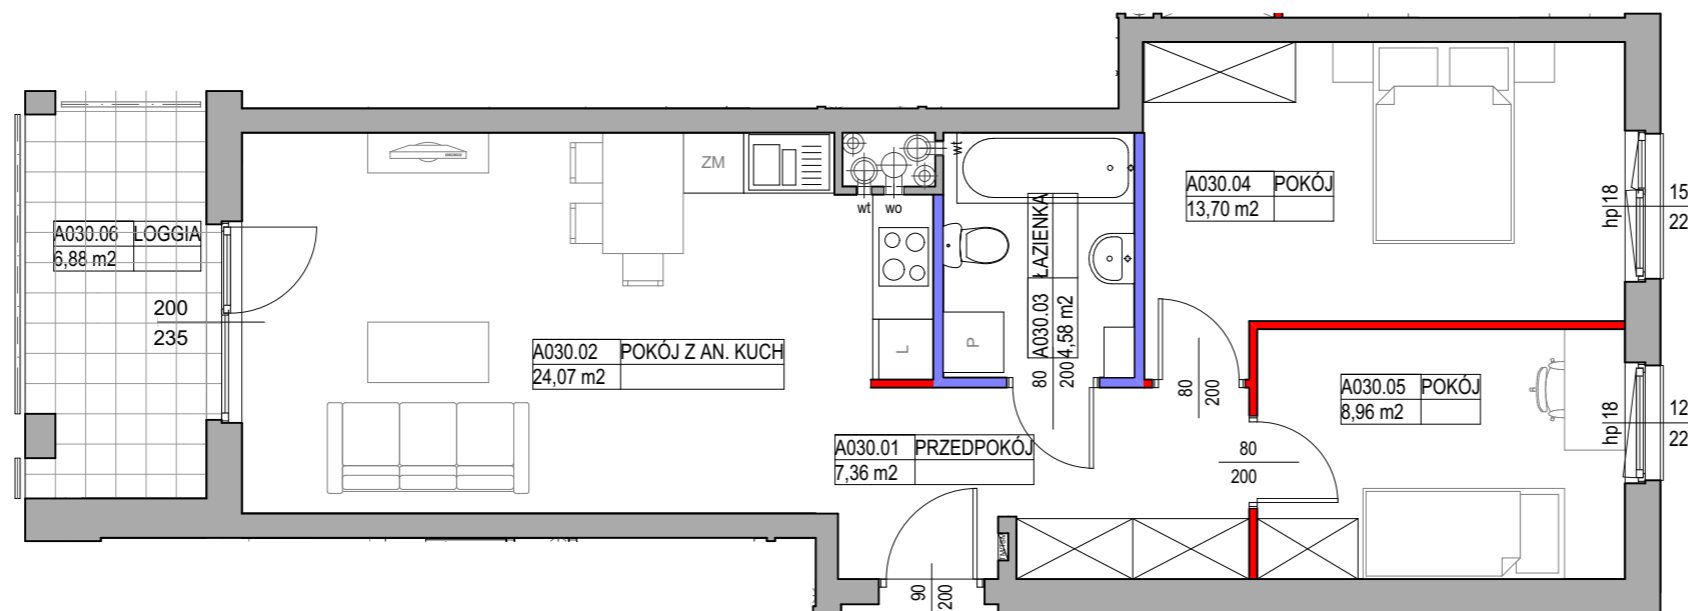 A030.06 LOGGIA
6,88 m2
200
235
A030.02 POKÓJ Z AN. KUCH
24,07 m2
ZM
wt
wo
wt
L
P
A030.03 ŁAZIENKA
4,58 m2
80
200
A030.01 PRZEDPOKÓJ
7,36 m2
90
200
A030.04 POKÓJ
13,70 m2
80
200
hp18
15
22
A030.05 POKÓJ
8,96 m2
80
200
hp18
12
22